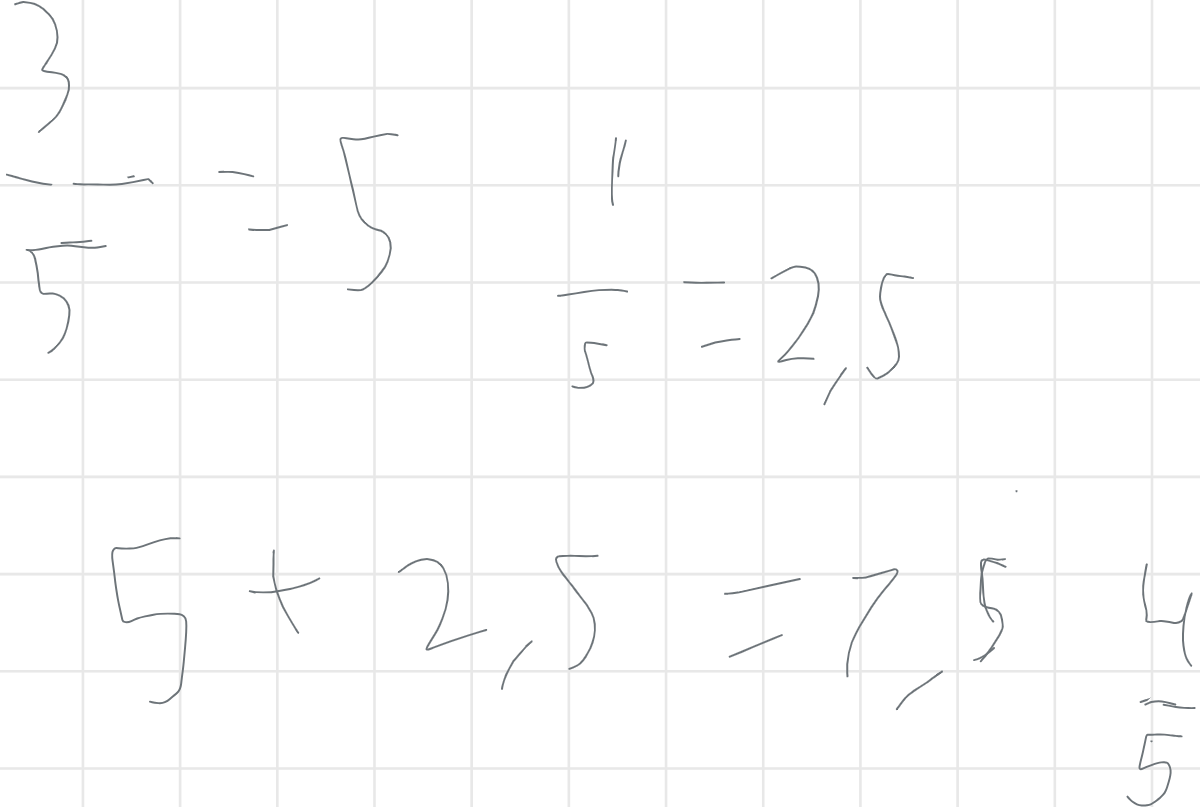 3/5 = 5
1/5 = 2,5
5 + 2,5 = 7,5
4/5